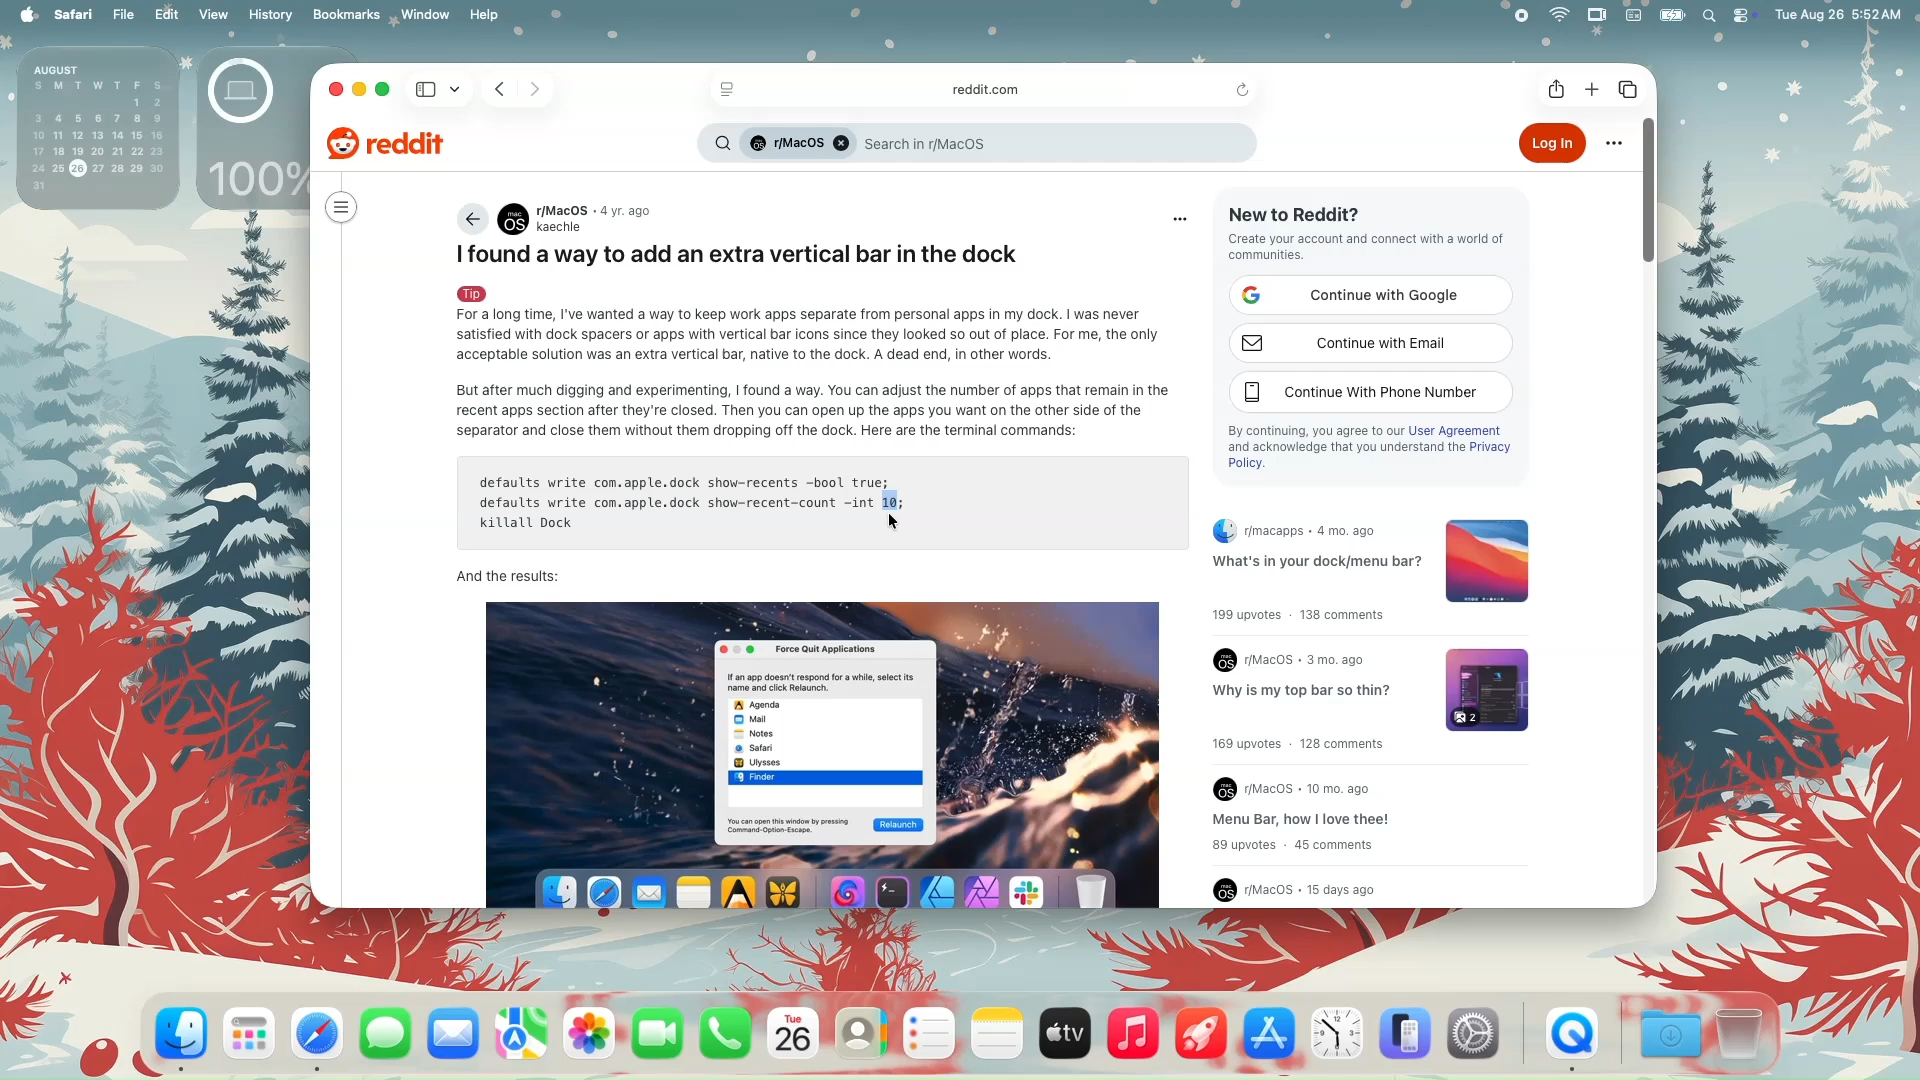 Safari File Edit View History Bookmarks Window Help
Tue Aug 26 5:52 AM
AUGUST
S M T W T F S
1 2
3 4 5 6 7 8 9
10 11 12 13 14 15 16
17 18 19 20 21 22 23
24 25 26 27 28 29 30
31
100%
reddit.com
reddit
r/MacOS
Search in r/MacOS
Log In
r/MacOS • 4 yr. ago
kaechle
I found a way to add an extra vertical bar in the dock
Tip
For a long time, I've wanted a way to keep work apps separate from personal apps in my dock. I was never
satisfied with dock spacers or apps with vertical bar icons since they looked so out of place. For me, the only
acceptable solution was an extra vertical bar, native to the dock. A dead end, in other words.
But after much digging and experimenting, I found a way. You can adjust the number of apps that remain in the
recent apps section after they're closed. Then you can open up the apps you want on the other side of the
separator and close them without them dropping off the dock. Here are the terminal commands:
defaults write com.apple.dock show-recents -bool true;
defaults write com.apple.dock show-recent-count -int 10;
killall Dock
And the results:
Force Quit Applications
If an app doesn't respond for a while, select its
name and click Relaunch.
Agenda
Mail
Notes
Safari
Ulysses
Finder
You can open this window by pressing
Command-Option-Escape.
Relaunch
New to Reddit?
Create your account and connect with a world of
communities.
Continue with Google
Continue with Email
Continue With Phone Number
By continuing, you agree to our User Agreement
and acknowledge that you understand the Privacy
Policy.
r/macapps • 4 mo. ago
What's in your dock/menu bar?
199 upvotes · 138 comments
r/MacOS • 3 mo. ago
Why is my top bar so thin?
2
169 upvotes · 128 comments
r/MacOS • 10 mo. ago
Menu Bar, how I love thee!
89 upvotes · 45 comments
r/MacOS • 15 days ago
Tue
26
tv